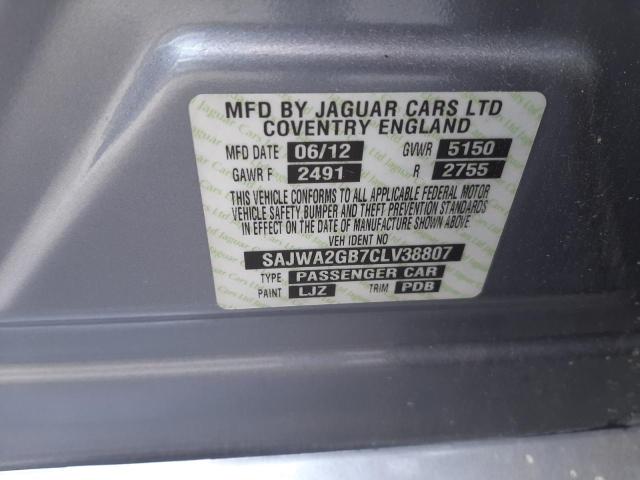 MFD BY JAGUAR CARS LTD
COVENTRY ENGLAND
MFD DATE 06/12 GVWR 5150
GAWR F 2491 R 2755
THIS VEHICLE CONFORMS TO ALL APPLICABLE FEDERAL MOTOR
VEHICLE SAFETY, BUMPER AND THEFT PREVENTION STANDARDS
IN EFFECT ON THE DATE OF MANUFACTURE SHOWN ABOVE
VEH IDENT NO
SAJWA2GB7CLV38807
TYPE PASSENGER CAR
PAINT LJZ TRIM PDB